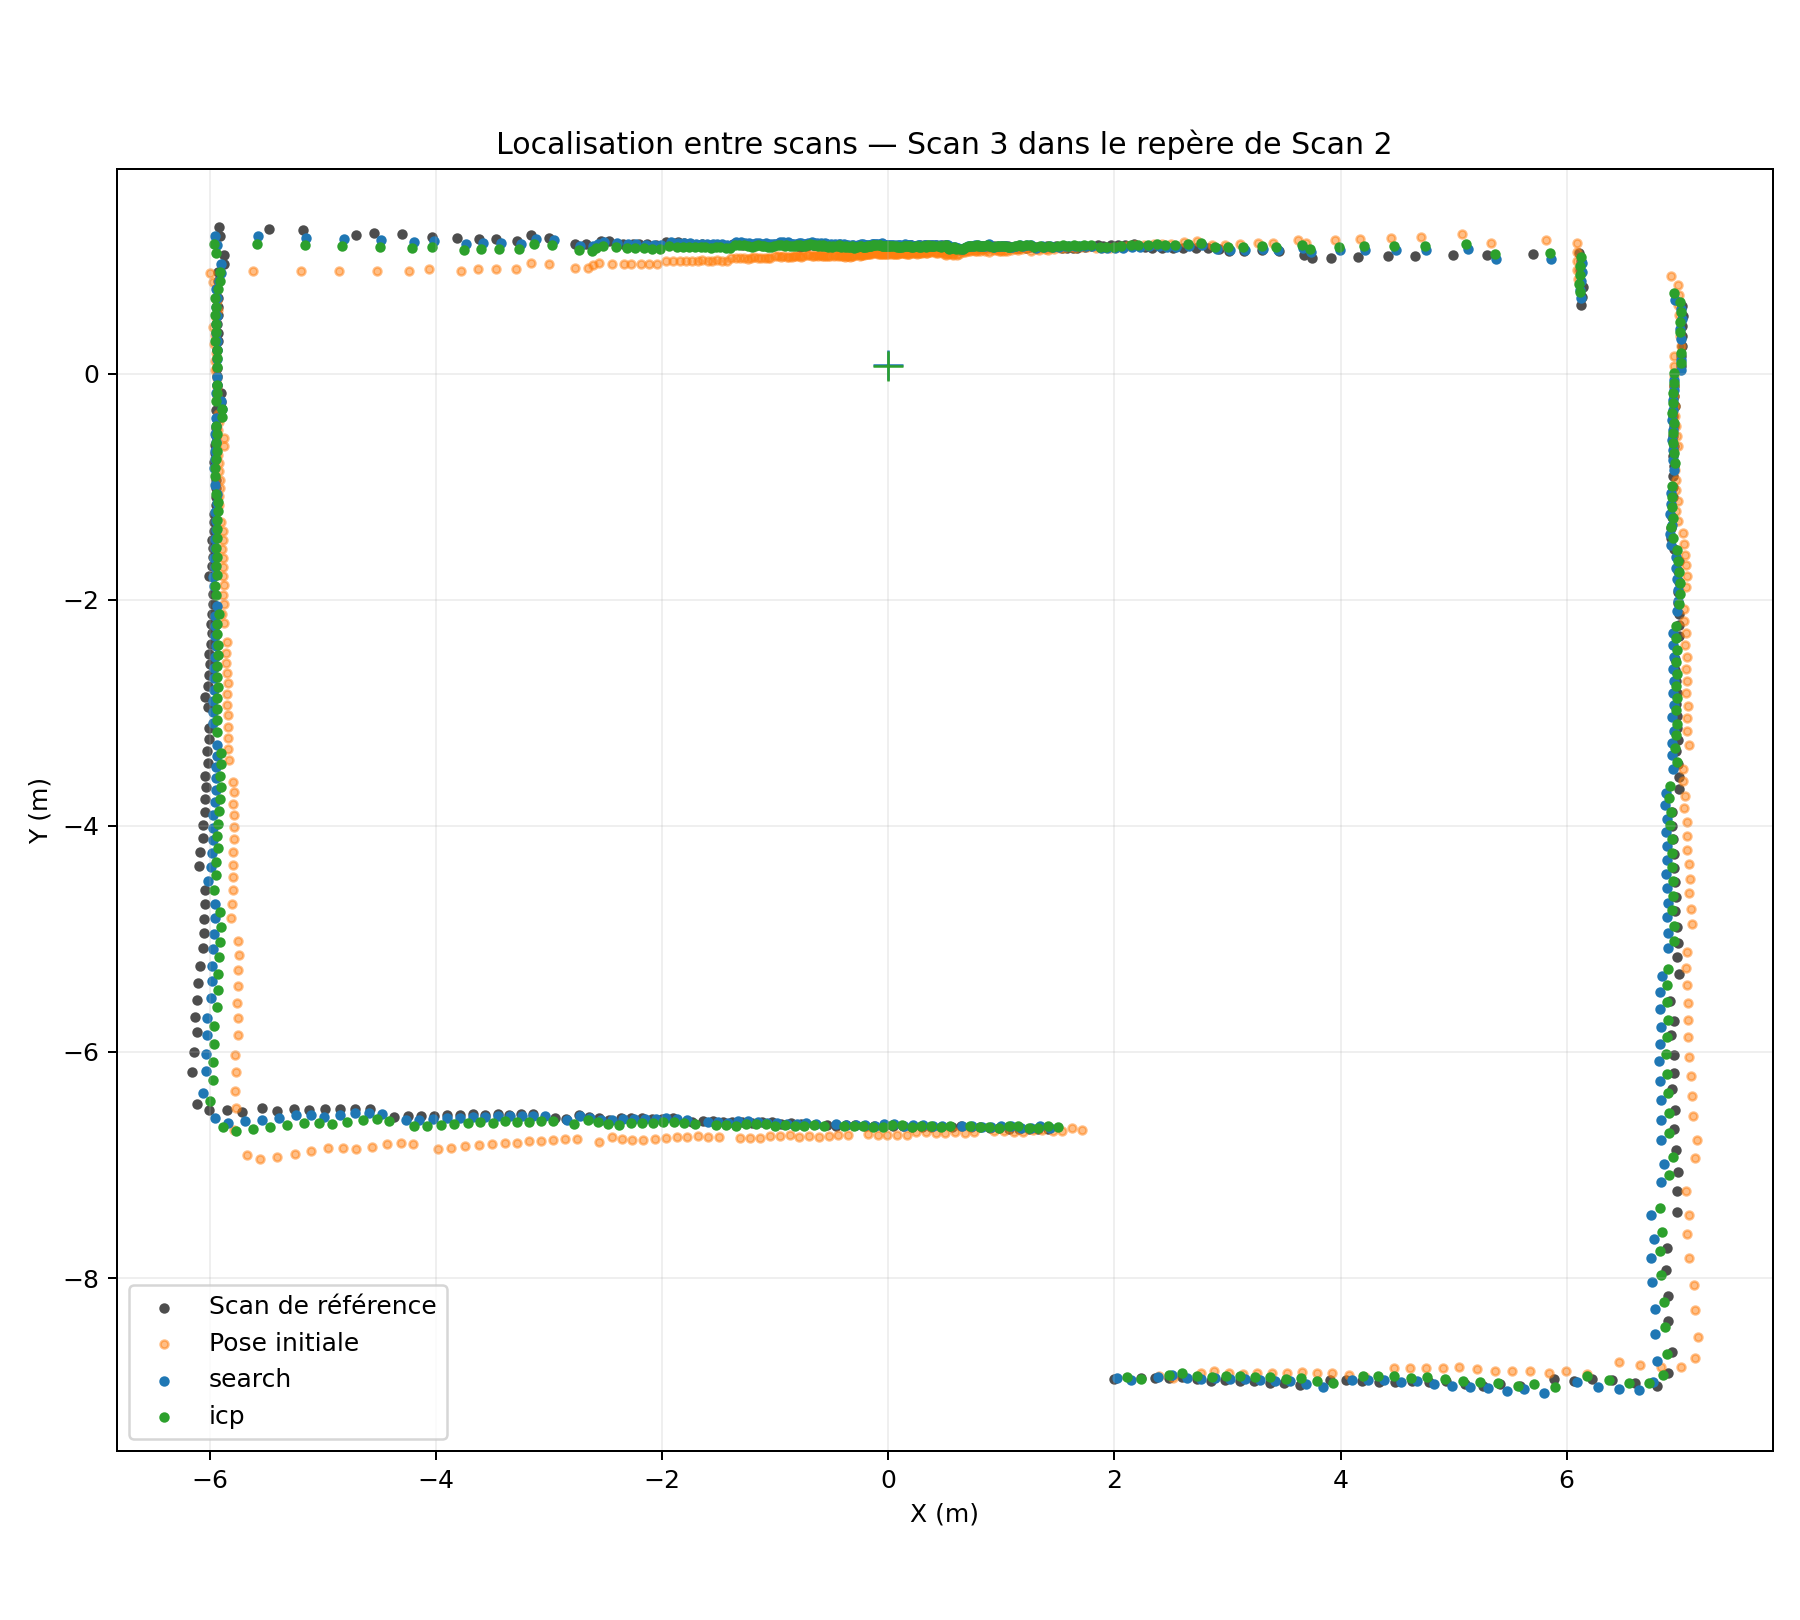 Localisation entre scans — Scan 3 dans le repère de Scan 2
0
−2
−4
−6
−8
Y (m)
Scan de référence
Pose initiale
search
icp
−6 −4 −2 0 2 4 6
X (m)